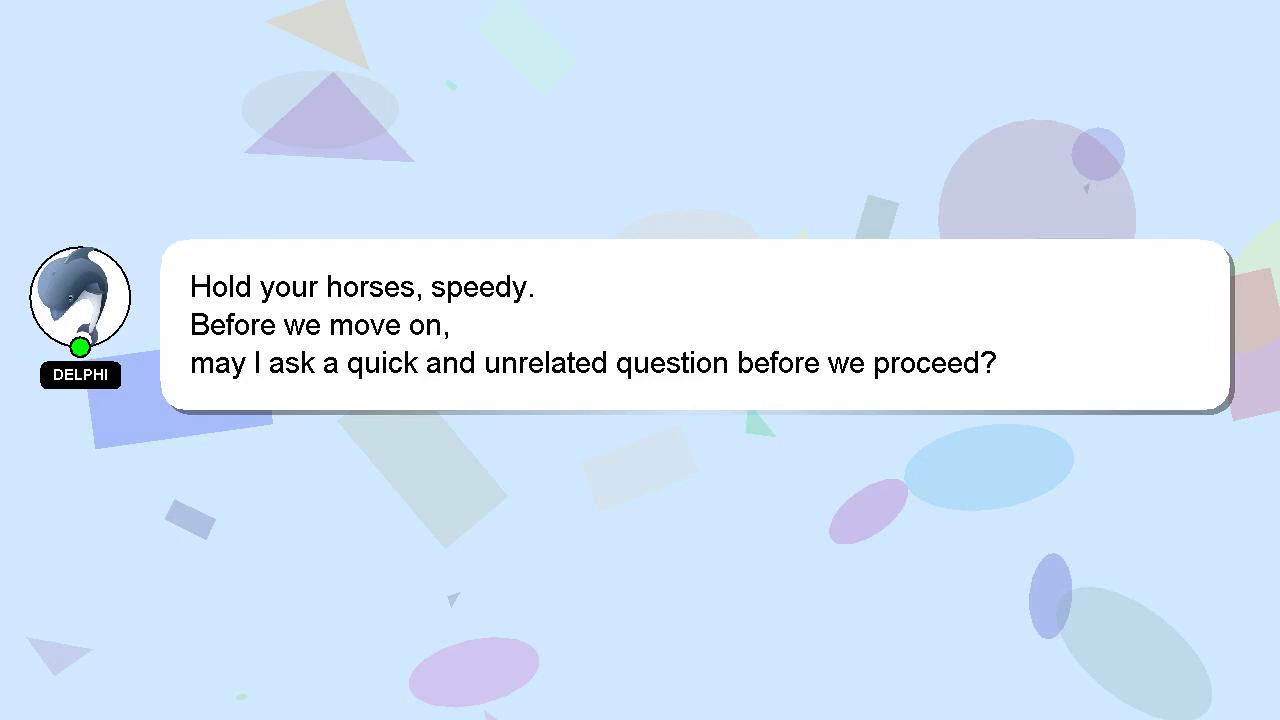 Hold your horses, speedy.
Before we move on,
may I ask a quick and unrelated question before we proceed?
DELPHI